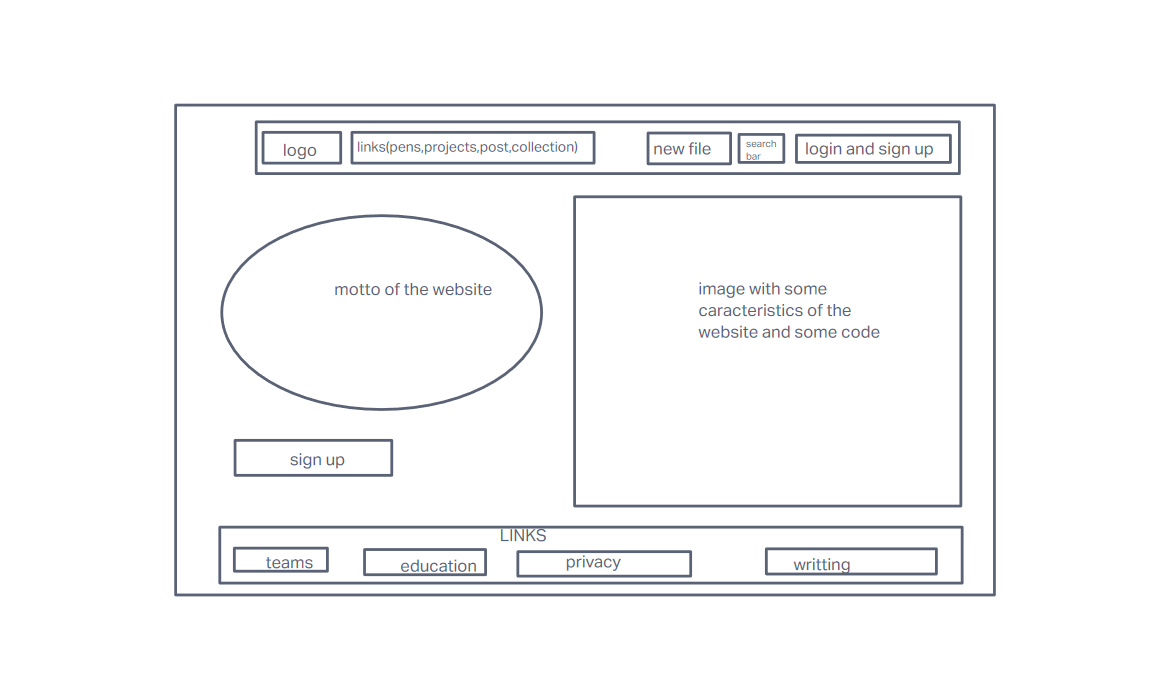 logo
links(pens,projects,post,collection)
new file
search
bar
login and sign up
motto of the website
image with some
caracteristics of the
website and some code
sign up
LINKS
teams
education
privacy
writting